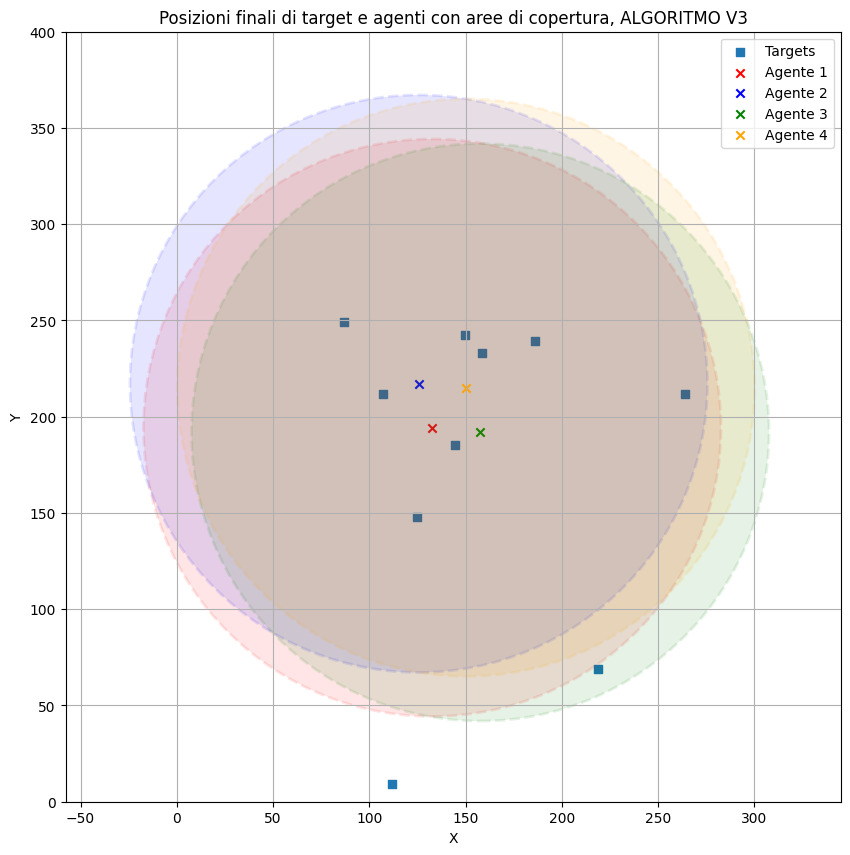 Posizioni finali di target e agenti con aree di copertura, ALGORITMO V3
Targets
Agente 1
Agente 2
Agente 3
Agente 4
Y
400
350
300
250
200
150
100
50
0
−50
0
50
100
150
200
250
300
X